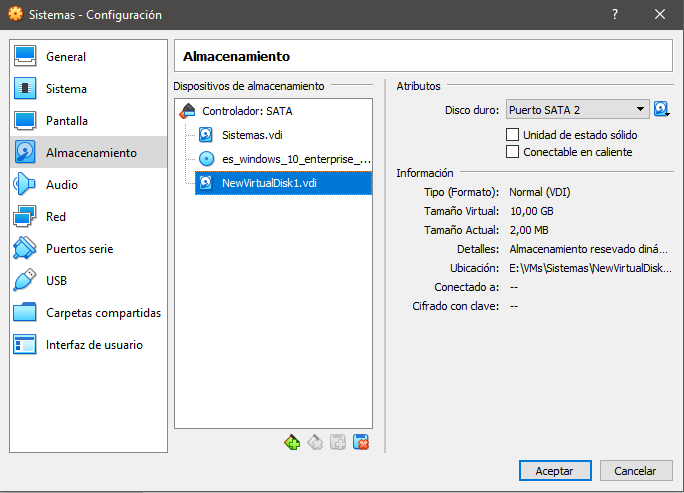 Sistemas - Configuración
General
Sistema
Pantalla
Almacenamiento
Audio
Red
Puertos serie
USB
Carpetas compartidas
Interfaz de usuario
Almacenamiento
Dispositivos de almacenamiento
Controlador: SATA
Sistemas.vdi
es_windows_10_enterprise_...
NewVirtualDisk1.vdi
Atributos
Disco duro: Puerto SATA 2
Unidad de estado sólido
Conectable en caliente
Información
Tipo (Formato): Normal (VDI)
Tamaño Virtual: 10,00 GB
Tamaño Actual: 2,00 MB
Detalles: Almacenamiento resevado diná...
Ubicación: E:\VMs\Sistemas\NewVirtualDisk...
Conectado a: --
Cifrado con clave: --
Aceptar
Cancelar